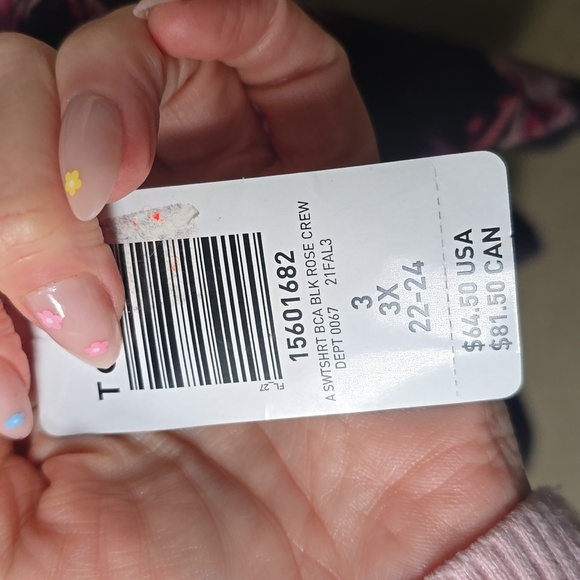 T
FL_27
15601682
A SWTSHRT BCA BLK ROSE CREW
DEPT 0067 21FAL3
3
3X
22-24
$64.50 USA
$81.50 CAN